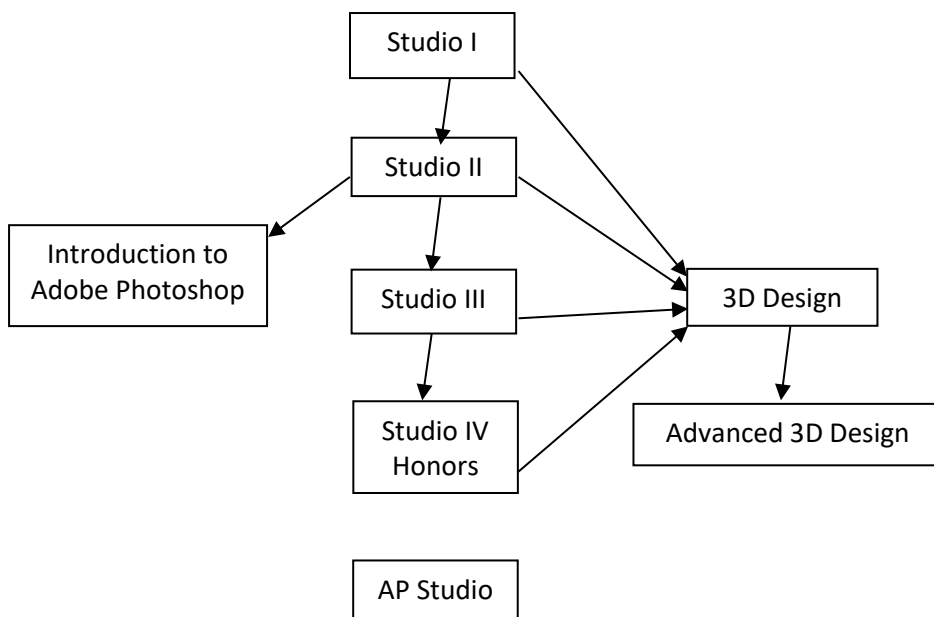 Studio I
Studio II
Introduction to
Adobe Photoshop
Studio III
3D Design
Studio IV
Honors
Advanced 3D Design
AP Studio